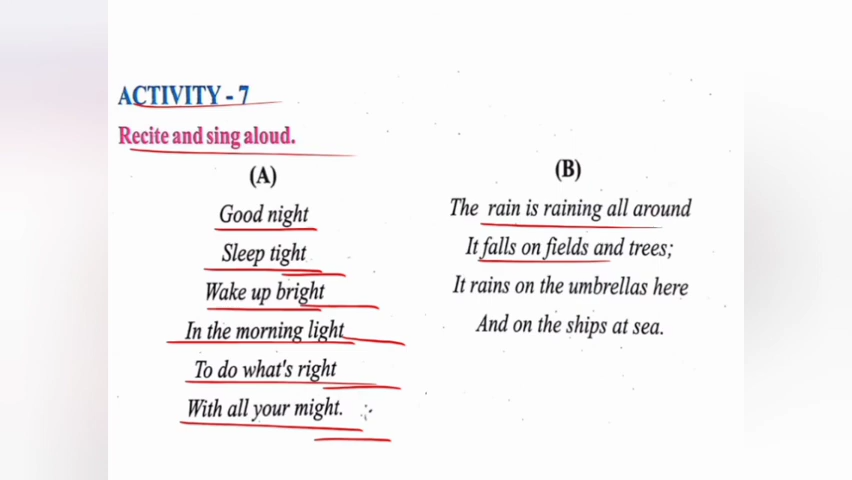 ACTIVITY - 7
Recite and sing aloud.
(A)
Good night
Sleep tight
Wake up bright
In the morning light
To do what's right
With all your might.
(B)
The rain is raining all around
It falls on fields and trees;
It rains on the umbrellas here
And on the ships at sea.